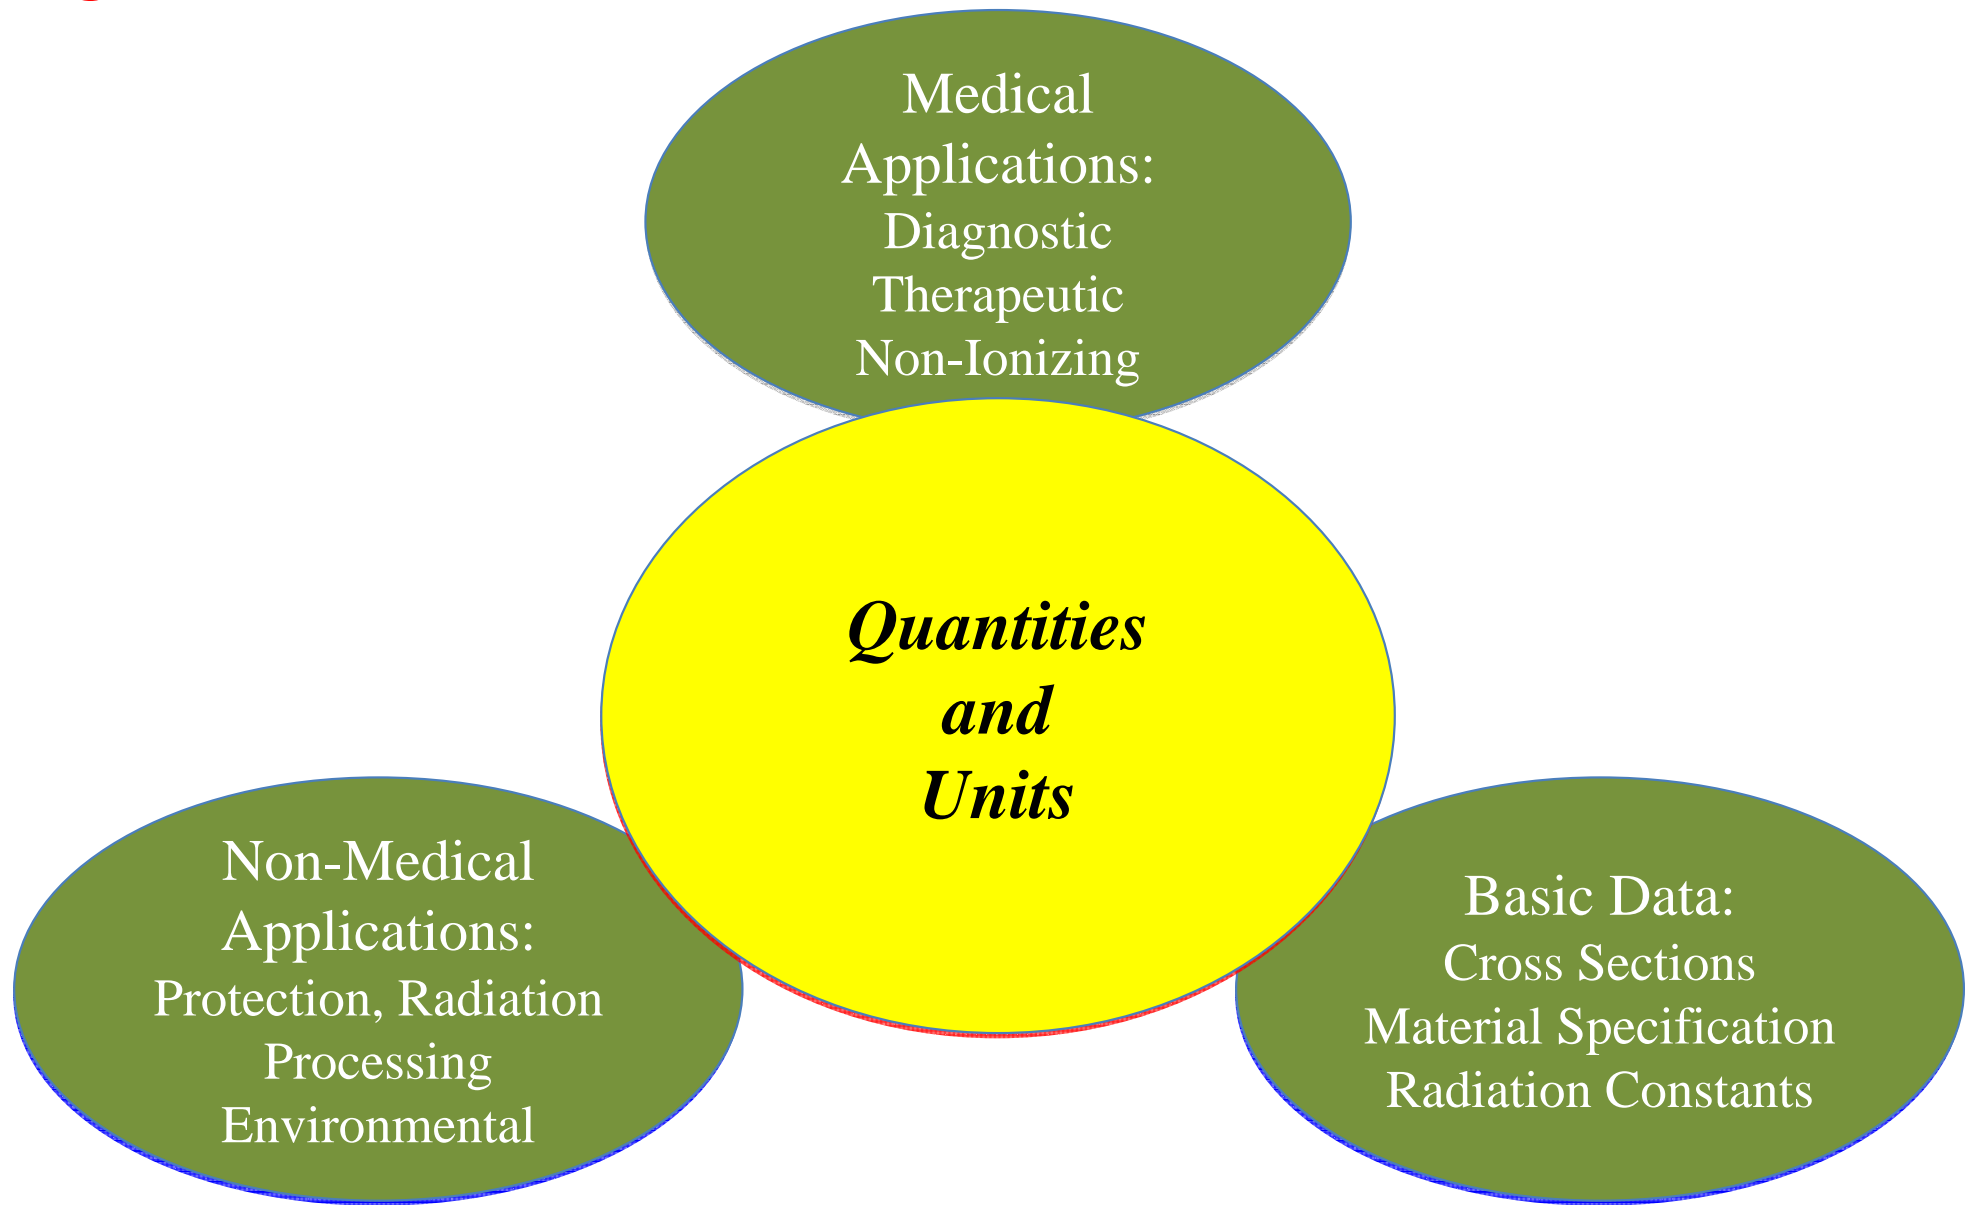 Medical
Applications:
Diagnostic
Therapeutic
Non-Ionizing
Quantities
and
Units
Non-Medical
Applications:
Protection, Radiation
Processing
Environmental
Basic Data:
Cross Sections
Material Specification
Radiation Constants